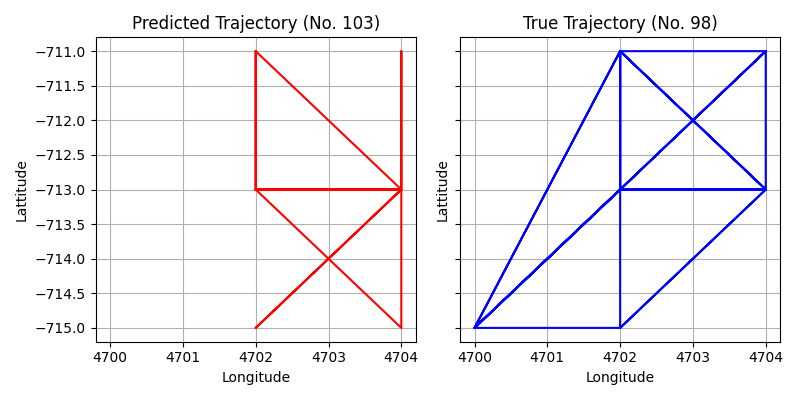 Predicted Trajectory (No. 103)
True Trajectory (No. 98)
−711.0
−711.5
−712.0
−712.5
−713.0
−713.5
−714.0
−714.5
−715.0
Lattitude
Lattitude
4700 4701 4702 4703 4704
4700 4701 4702 4703 4704
Longitude
Longitude